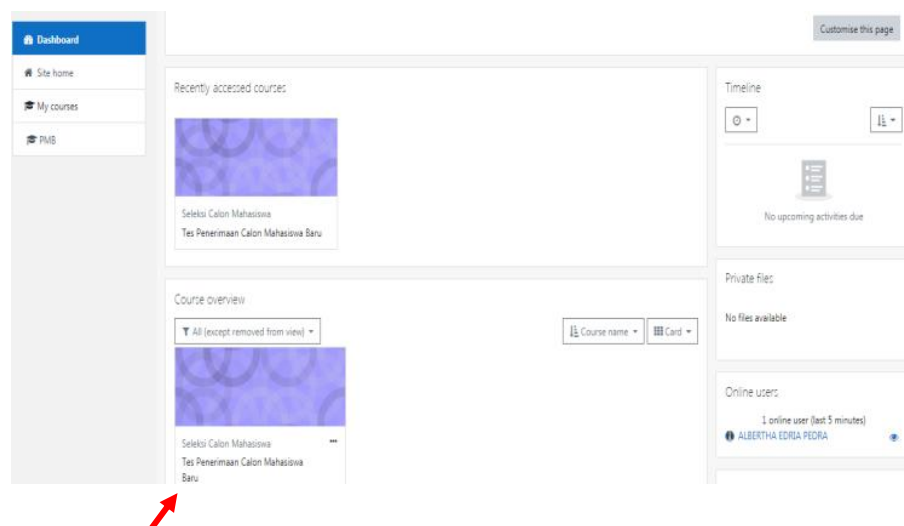 Customise this page
Dashboard
Site home
My courses
PMB
Recently accessed courses
Seleksi Calon Mahasiswa
Tes Penerimaan Calon Mahasiswa Baru
Course overview
All (except removed from view)
Course name
Card
Seleksi Calon Mahasiswa
Tes Penerimaan Calon Mahasiswa
Baru
Timeline
No upcoming activities due
Private files
No files available
Online users
1 online user (last 5 minutes)
ALBERTHA EDRIA PEDRA